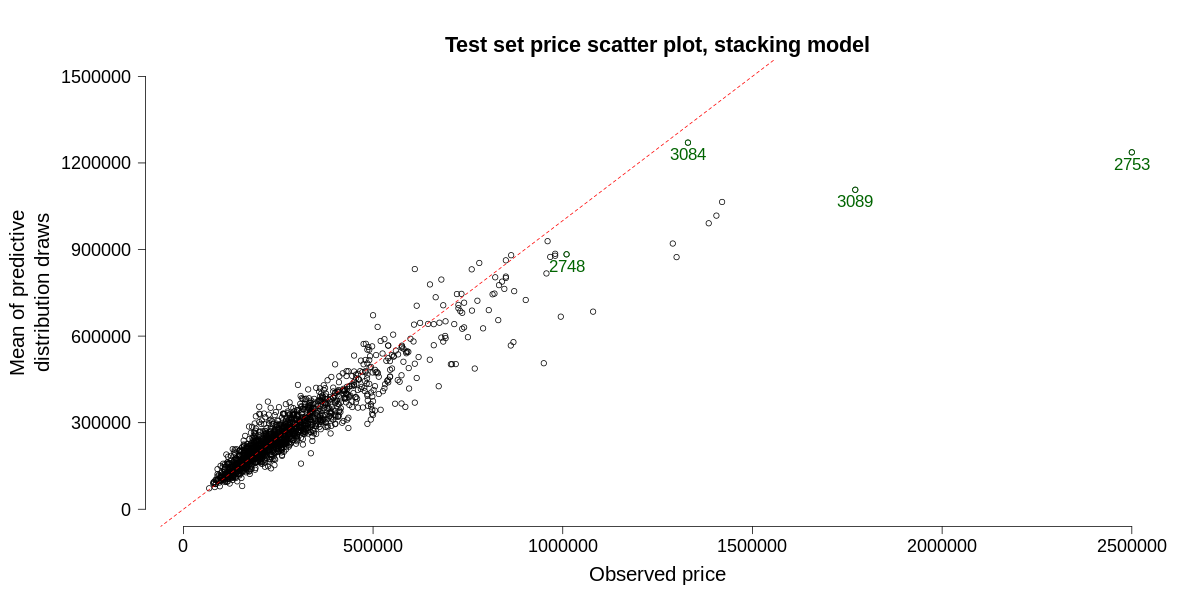 Test set price scatter plot, stacking model
Mean of predictive
distribution draws
1500000
1200000
900000
600000
300000
0
3084
2753
3089
2748
0 500000 1000000 1500000 2000000 2500000
Observed price